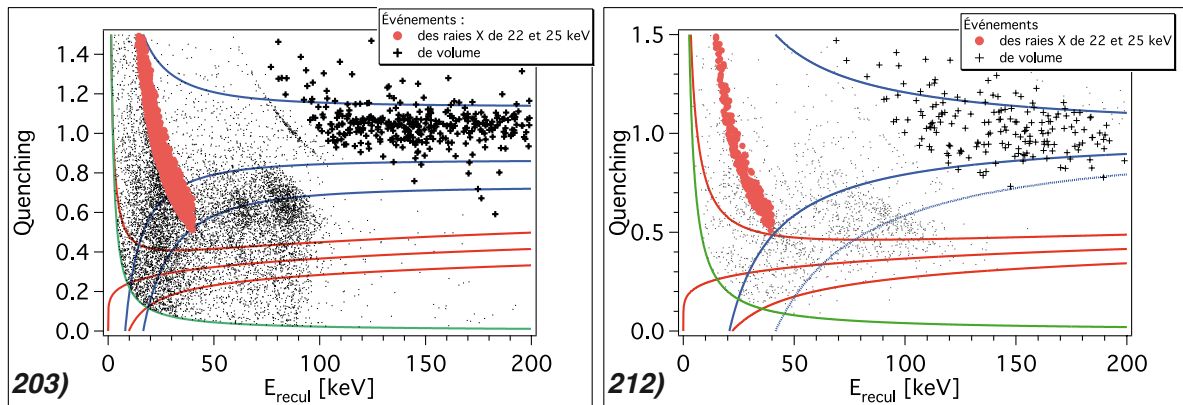 Événements :
des raies X de 22 et 25 keV
de volume
Quenching
1.4
1.2
1.0
0.8
0.6
0.4
0.2
0.0
0 50 100 150 200
E_recul [keV]
203)
Événements
des raies X de 22 et 25 keV
de volume
Quenching
1.5
1.0
0.5
0.0
0 50 100 150 200
E_recul [keV]
212)